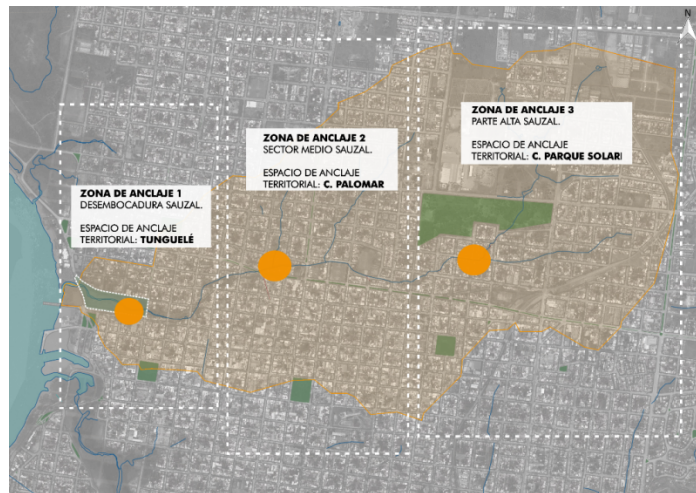 N
ZONA DE ANCLAJE 3
PARTE ALTA SAUZAL.
ESPACIO DE ANCLAJE
TERRITORIAL: C. PARQUE SOLARI
ZONA DE ANCLAJE 2
SECTOR MEDIO SAUZAL.
ESPACIO DE ANCLAJE
TERRITORIAL: C. PALOMAR
ZONA DE ANCLAJE 1
DESEMBOCADURA SAUZAL.
ESPACIO DE ANCLAJE
TERRITORIAL: TUNGUELÉ